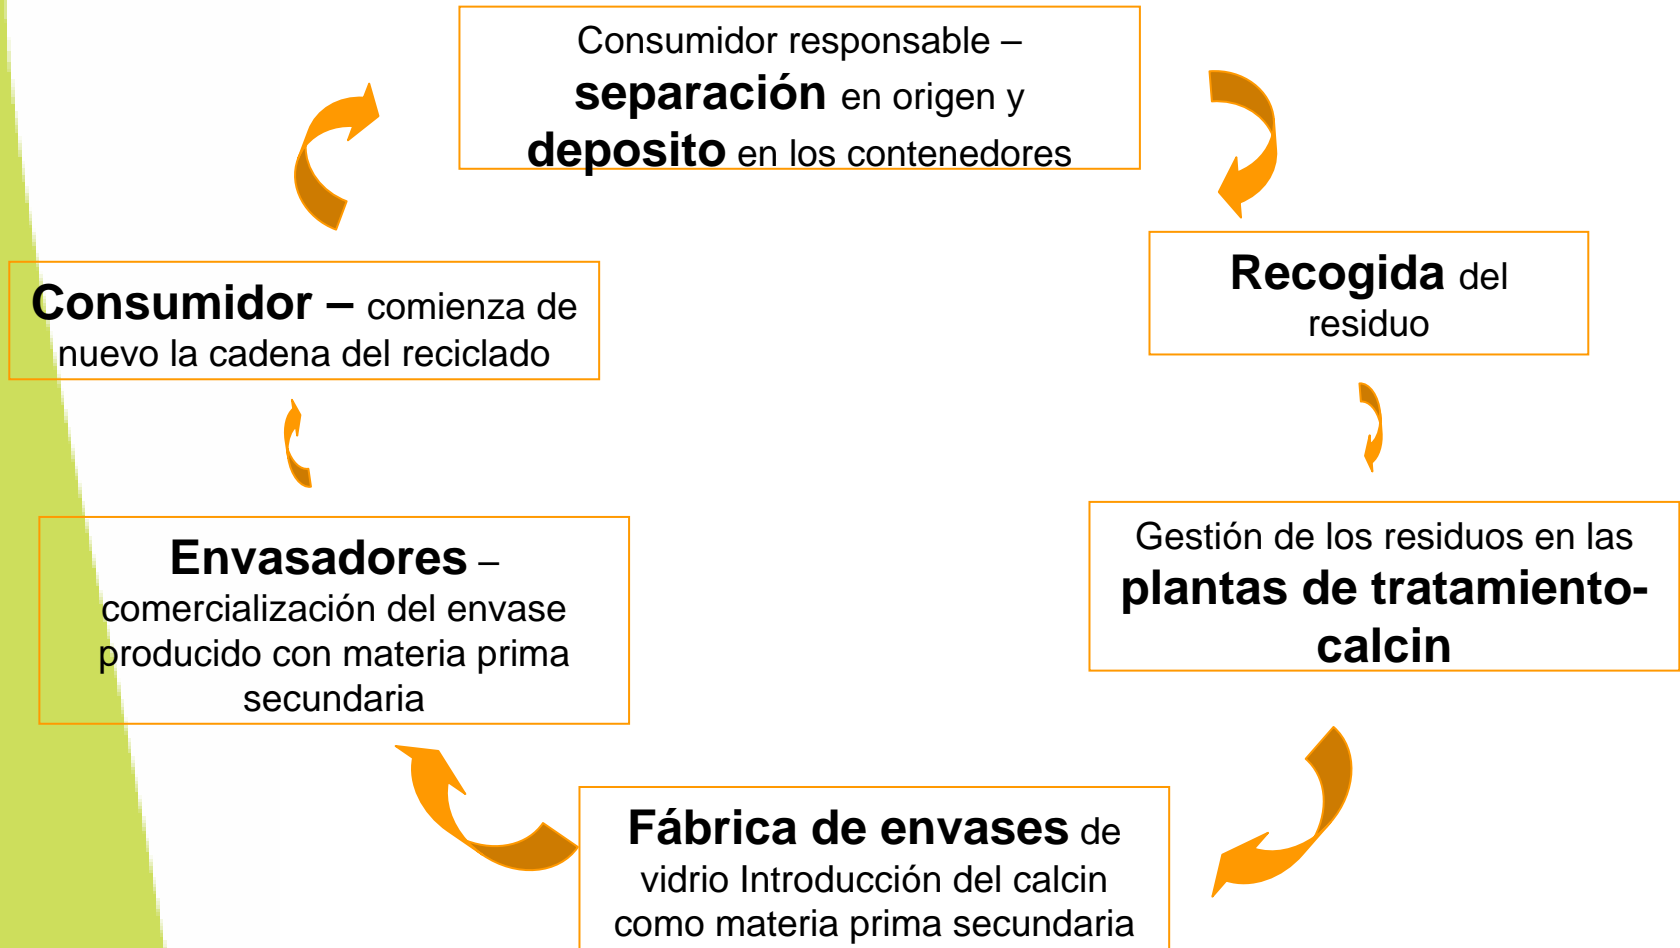 Consumidor responsable –
separación en origen y
deposito en los contenedores
Recogida del
residuo
Gestión de los residuos en las
plantas de tratamiento-
calcin
Fábrica de envases de
vidrio Introducción del calcin
como materia prima secundaria
Envasadores –
comercialización del envase
producido con materia prima
secundaria
Consumidor – comienza de
nuevo la cadena del reciclado